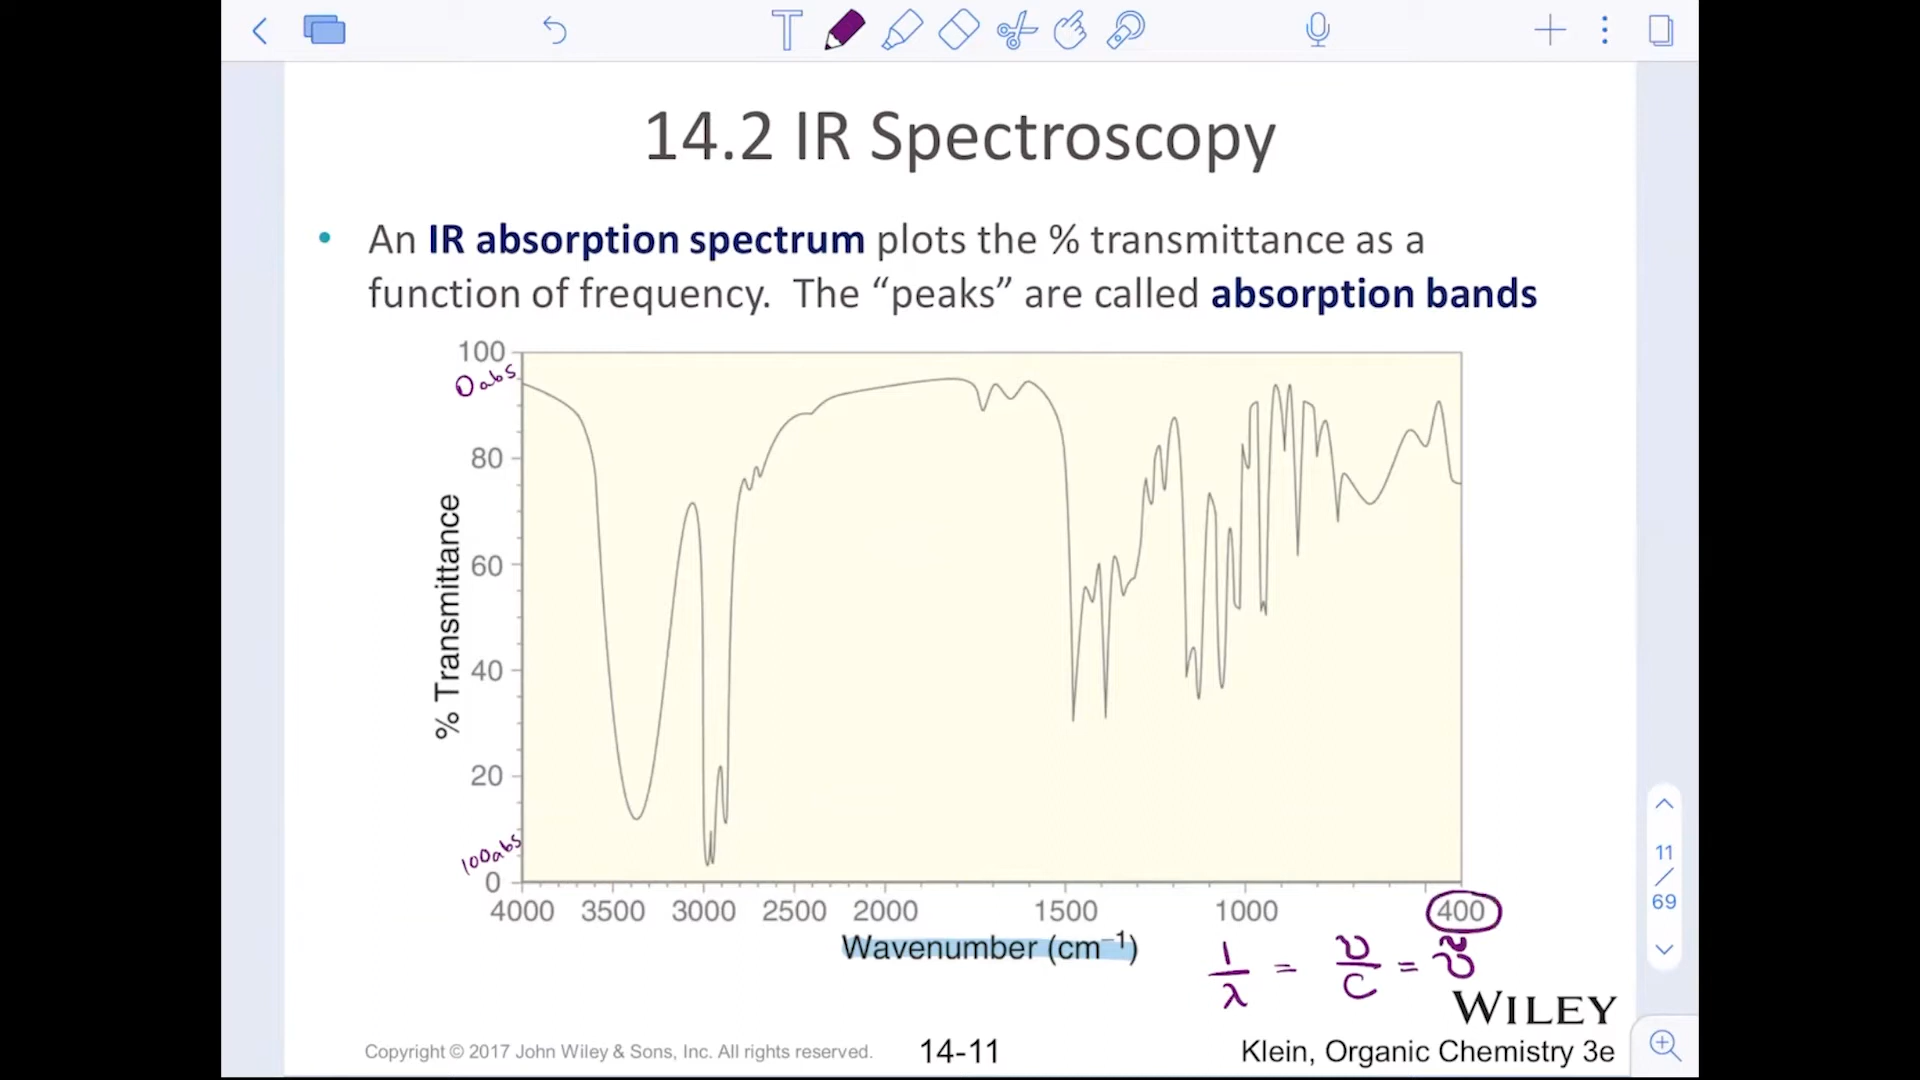 14.2 IR Spectroscopy
• An IR absorption spectrum plots the % transmittance as a
function of frequency.  The “peaks” are called absorption bands
100
0 abs
80
60
40
20
100 abs
0
% Transmittance
4000 3500 3000 2500 2000 1500 1000 400
Wavenumber (cm⁻¹)
1/λ = ν/c = ν̃
WILEY
Copyright © 2017 John Wiley & Sons, Inc. All rights reserved.
14-11
Klein, Organic Chemistry 3e
11
/
69